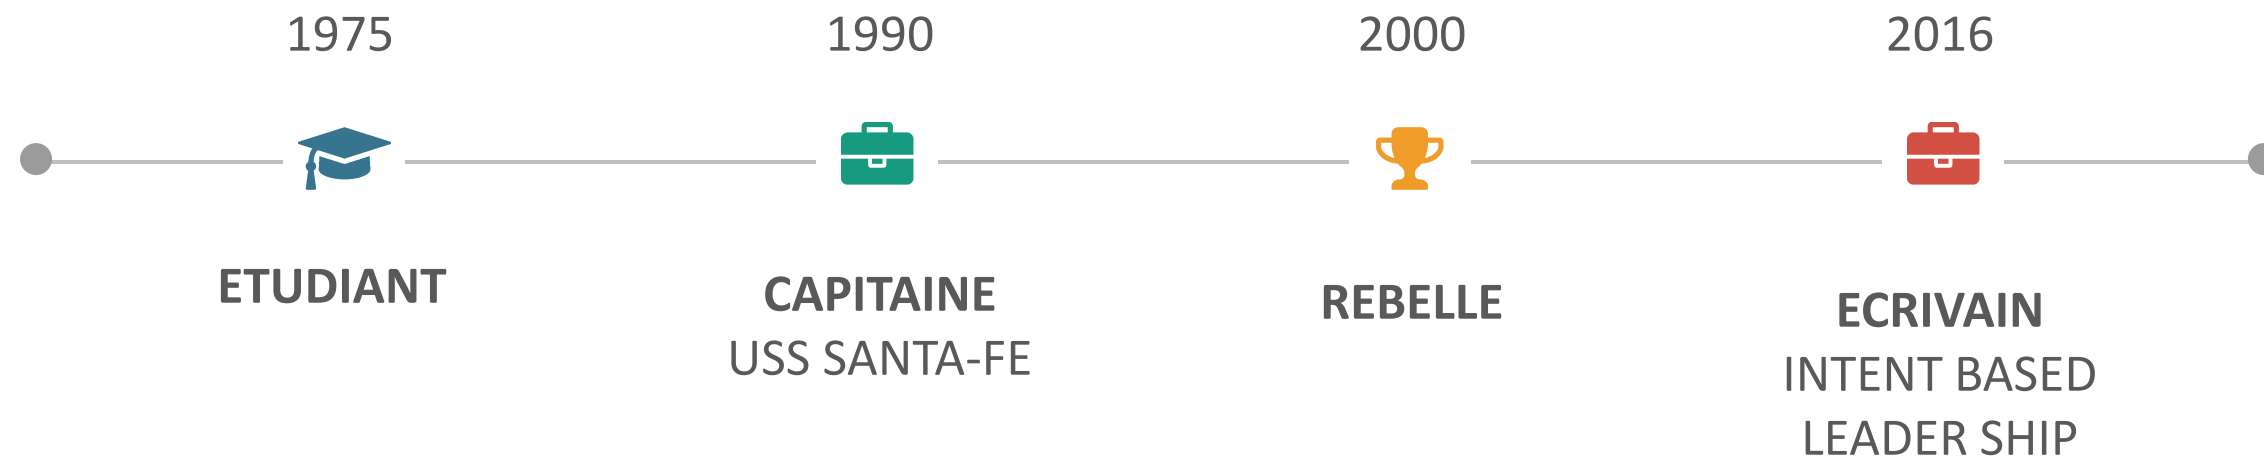 1975
1990
2000
2016
ETUDIANT
CAPITAINE
USS SANTA-FE
REBELLE
ECRIVAIN
INTENT BASED
LEADER SHIP